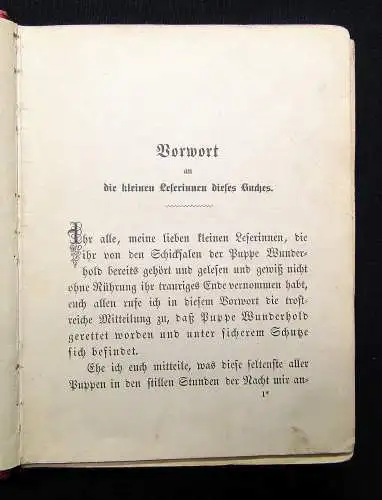 Vorwort
an
die kleinen Leserinnen dieses Buches.
Ihr alle, meine lieben kleinen Leserinnen, die
ihr von den Schicksalen der Puppe Wunder-
hold bereits gehört und gelesen und gewiß nicht
ohne Rührung ihr trauriges Ende vernommen habt,
euch allen rufe ich in diesem Vorwort die trost-
reiche Mitteilung zu, daß Puppe Wunderhold
gerettet worden und unter sicherem Schutze
sich befindet.
Ehe ich euch mitteile, was diese seltenste aller
Puppen in den stillen Stunden der Nacht mir an-
1*